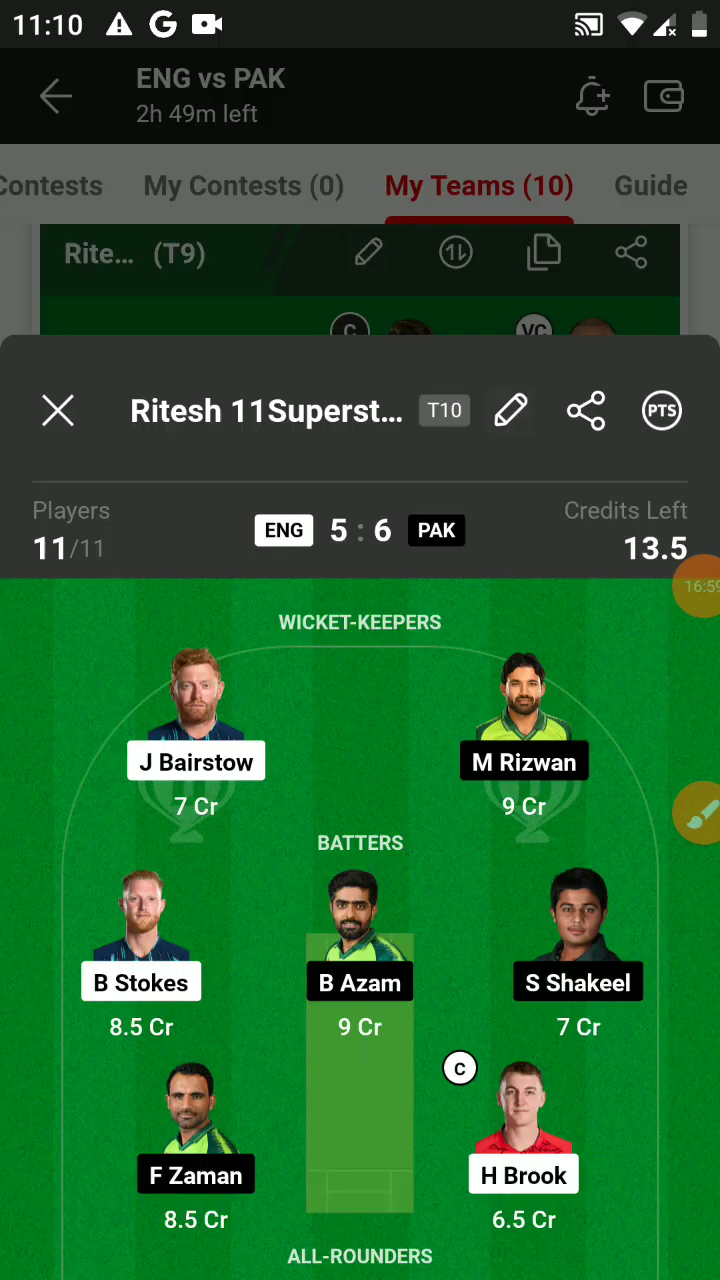 11:10
ENG vs PAK
2h 49m left
Contests My Contests (0) My Teams (10) Guide
Rite... (T9)
C VC
Ritesh 11Superst... T10 PTS
Players Credits Left
11/11 ENG 5 : 6 PAK 13.5
16:59
WICKET-KEEPERS
J Bairstow M Rizwan
7 Cr 9 Cr
BATTERS
B Stokes B Azam S Shakeel
8.5 Cr 9 Cr 7 Cr
C
F Zaman H Brook
8.5 Cr 6.5 Cr
ALL-ROUNDERS